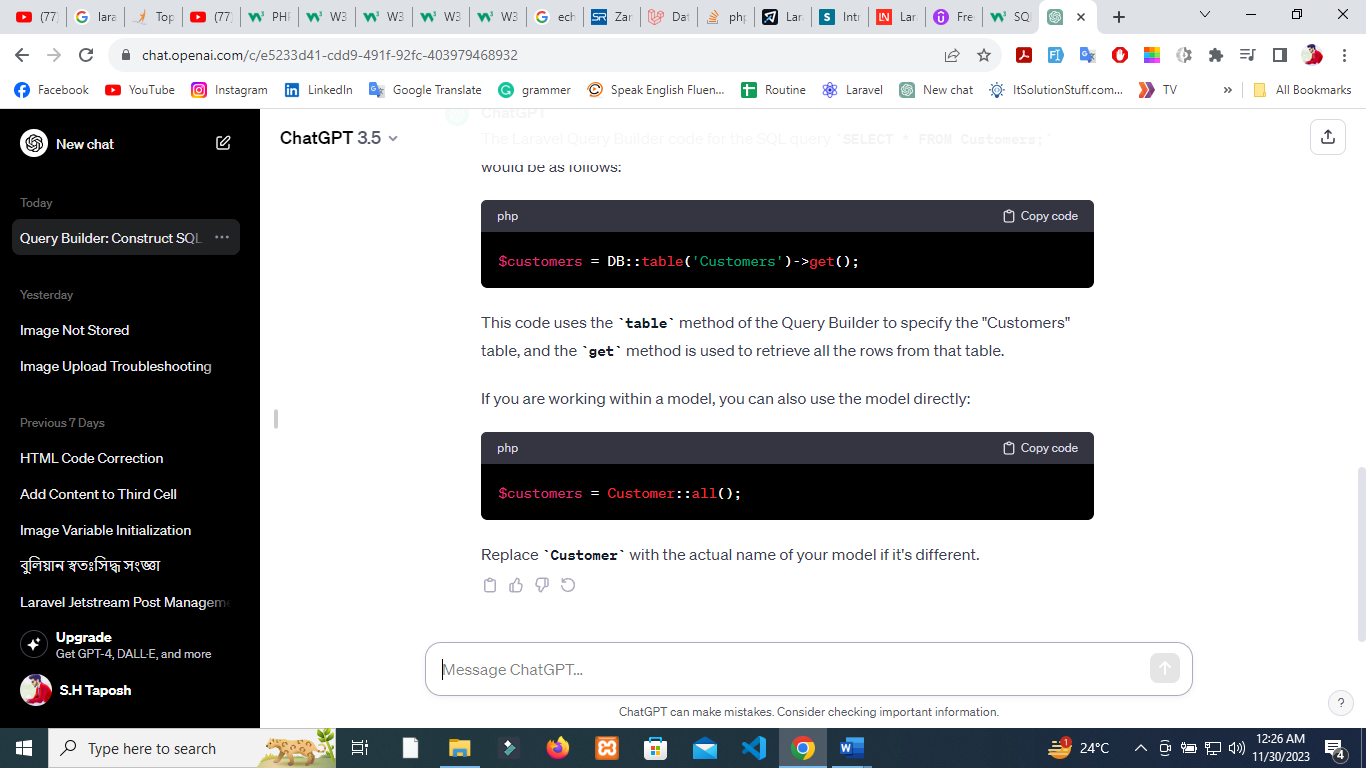 (77)
lara
Top
(77)
PHP
W3
W3
W3
W3
ech
Zar
Dat
php
Lara
Intr
Lara
Fre
SQ
chat.openai.com/c/e5233d41-cdd9-491f-92fc-403979468932
Facebook YouTube Instagram LinkedIn Google Translate grammer Speak English Fluen... Routine Laravel New chat ItSolutionStuff.com... TV » All Bookmarks
New chat
Today
Query Builder: Construct SQL ...
Yesterday
Image Not Stored
Image Upload Troubleshooting
Previous 7 Days
HTML Code Correction
Add Content to Third Cell
Image Variable Initialization
বুলিয়ান স্বতঃসিদ্ধ সংজ্ঞা
Laravel Jetstream Post Manageme
Upgrade
Get GPT-4, DALL·E, and more
S.H Taposh
ChatGPT 3.5
ChatGPT
The Laravel Query Builder code for the SQL query `SELECT * FROM Customers;`
would be as follows:
php Copy code
$customers = DB::table('Customers')->get();
This code uses the `table` method of the Query Builder to specify the "Customers"
table, and the `get` method is used to retrieve all the rows from that table.
If you are working within a model, you can also use the model directly:
php Copy code
$customers = Customer::all();
Replace `Customer` with the actual name of your model if it's different.
Message ChatGPT...
ChatGPT can make mistakes. Consider checking important information.
?
Type here to search
1
24°C
12:26 AM
11/30/2023
4